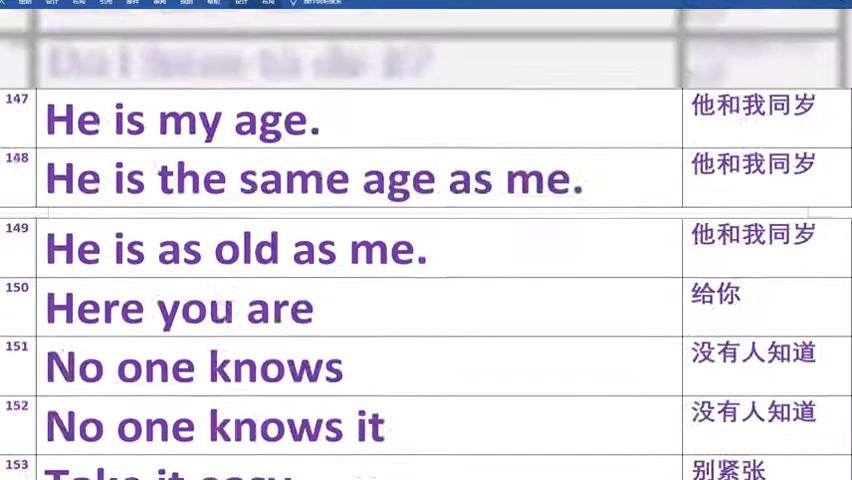 147 He is my age. 他和我同岁
148 He is the same age as me. 他和我同岁
149 He is as old as me. 他和我同岁
150 Here you are 给你
151 No one knows 没有人知道
152 No one knows it 没有人知道
153 Take it easy 别紧张